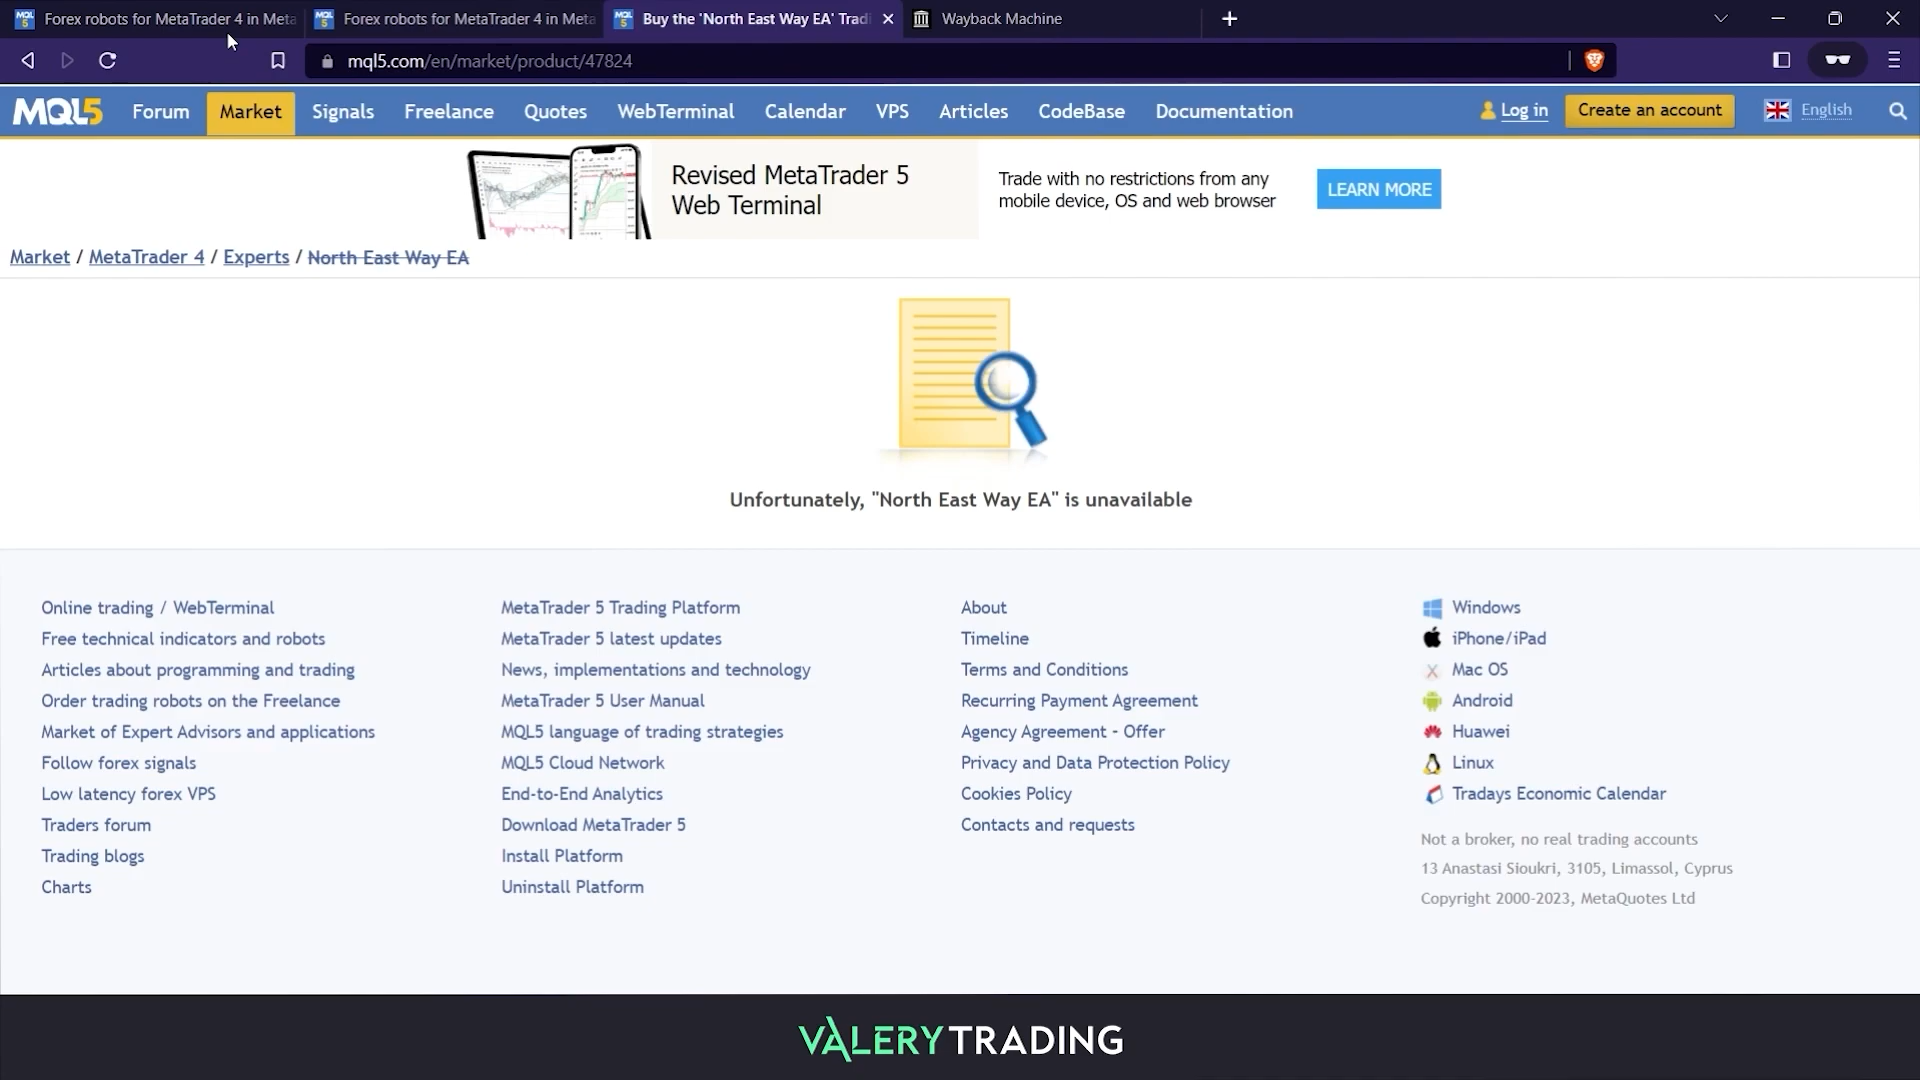 Forex robots for MetaTrader 4 in Meta
Forex robots for MetaTrader 4 in Meta
Buy the 'North East Way EA' Tradi
Wayback Machine
mql5.com/en/market/product/47824
MQL5
Forum
Market
Signals
Freelance
Quotes
WebTerminal
Calendar
VPS
Articles
CodeBase
Documentation
Log in
Create an account
English
Revised MetaTrader 5
Web Terminal
Trade with no restrictions from any
mobile device, OS and web browser
LEARN MORE
Market / MetaTrader 4 / Experts / North East Way EA
Unfortunately, "North East Way EA" is unavailable
Online trading / WebTerminal
Free technical indicators and robots
Articles about programming and trading
Order trading robots on the Freelance
Market of Expert Advisors and applications
Follow forex signals
Low latency forex VPS
Traders forum
Trading blogs
Charts
MetaTrader 5 Trading Platform
MetaTrader 5 latest updates
News, implementations and technology
MetaTrader 5 User Manual
MQL5 language of trading strategies
MQL5 Cloud Network
End-to-End Analytics
Download MetaTrader 5
Install Platform
Uninstall Platform
About
Timeline
Terms and Conditions
Recurring Payment Agreement
Agency Agreement - Offer
Privacy and Data Protection Policy
Cookies Policy
Contacts and requests
Windows
iPhone/iPad
Mac OS
Android
Huawei
Linux
Tradays Economic Calendar
Not a broker, no real trading accounts
13 Anastasi Sioukri, 3105, Limassol, Cyprus
Copyright 2000-2023, MetaQuotes Ltd
VALERY TRADING